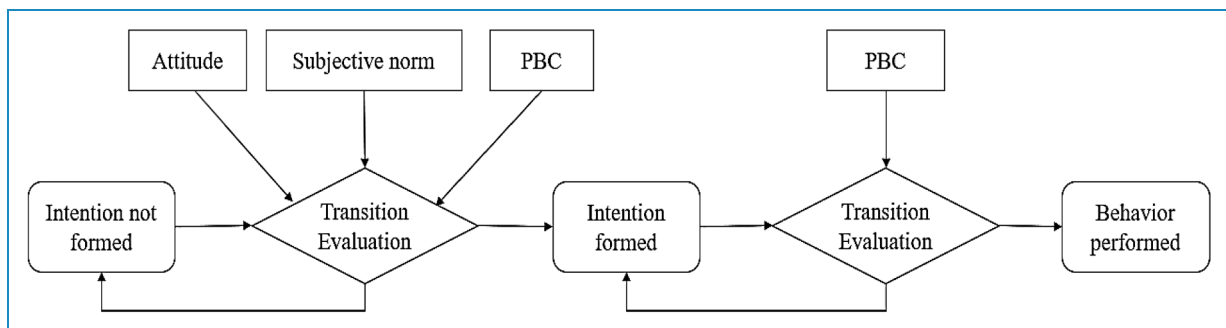 Attitude
Subjective norm
PBC
PBC
Intention not
formed
Transition
Evaluation
Intention
formed
Transition
Evaluation
Behavior
performed